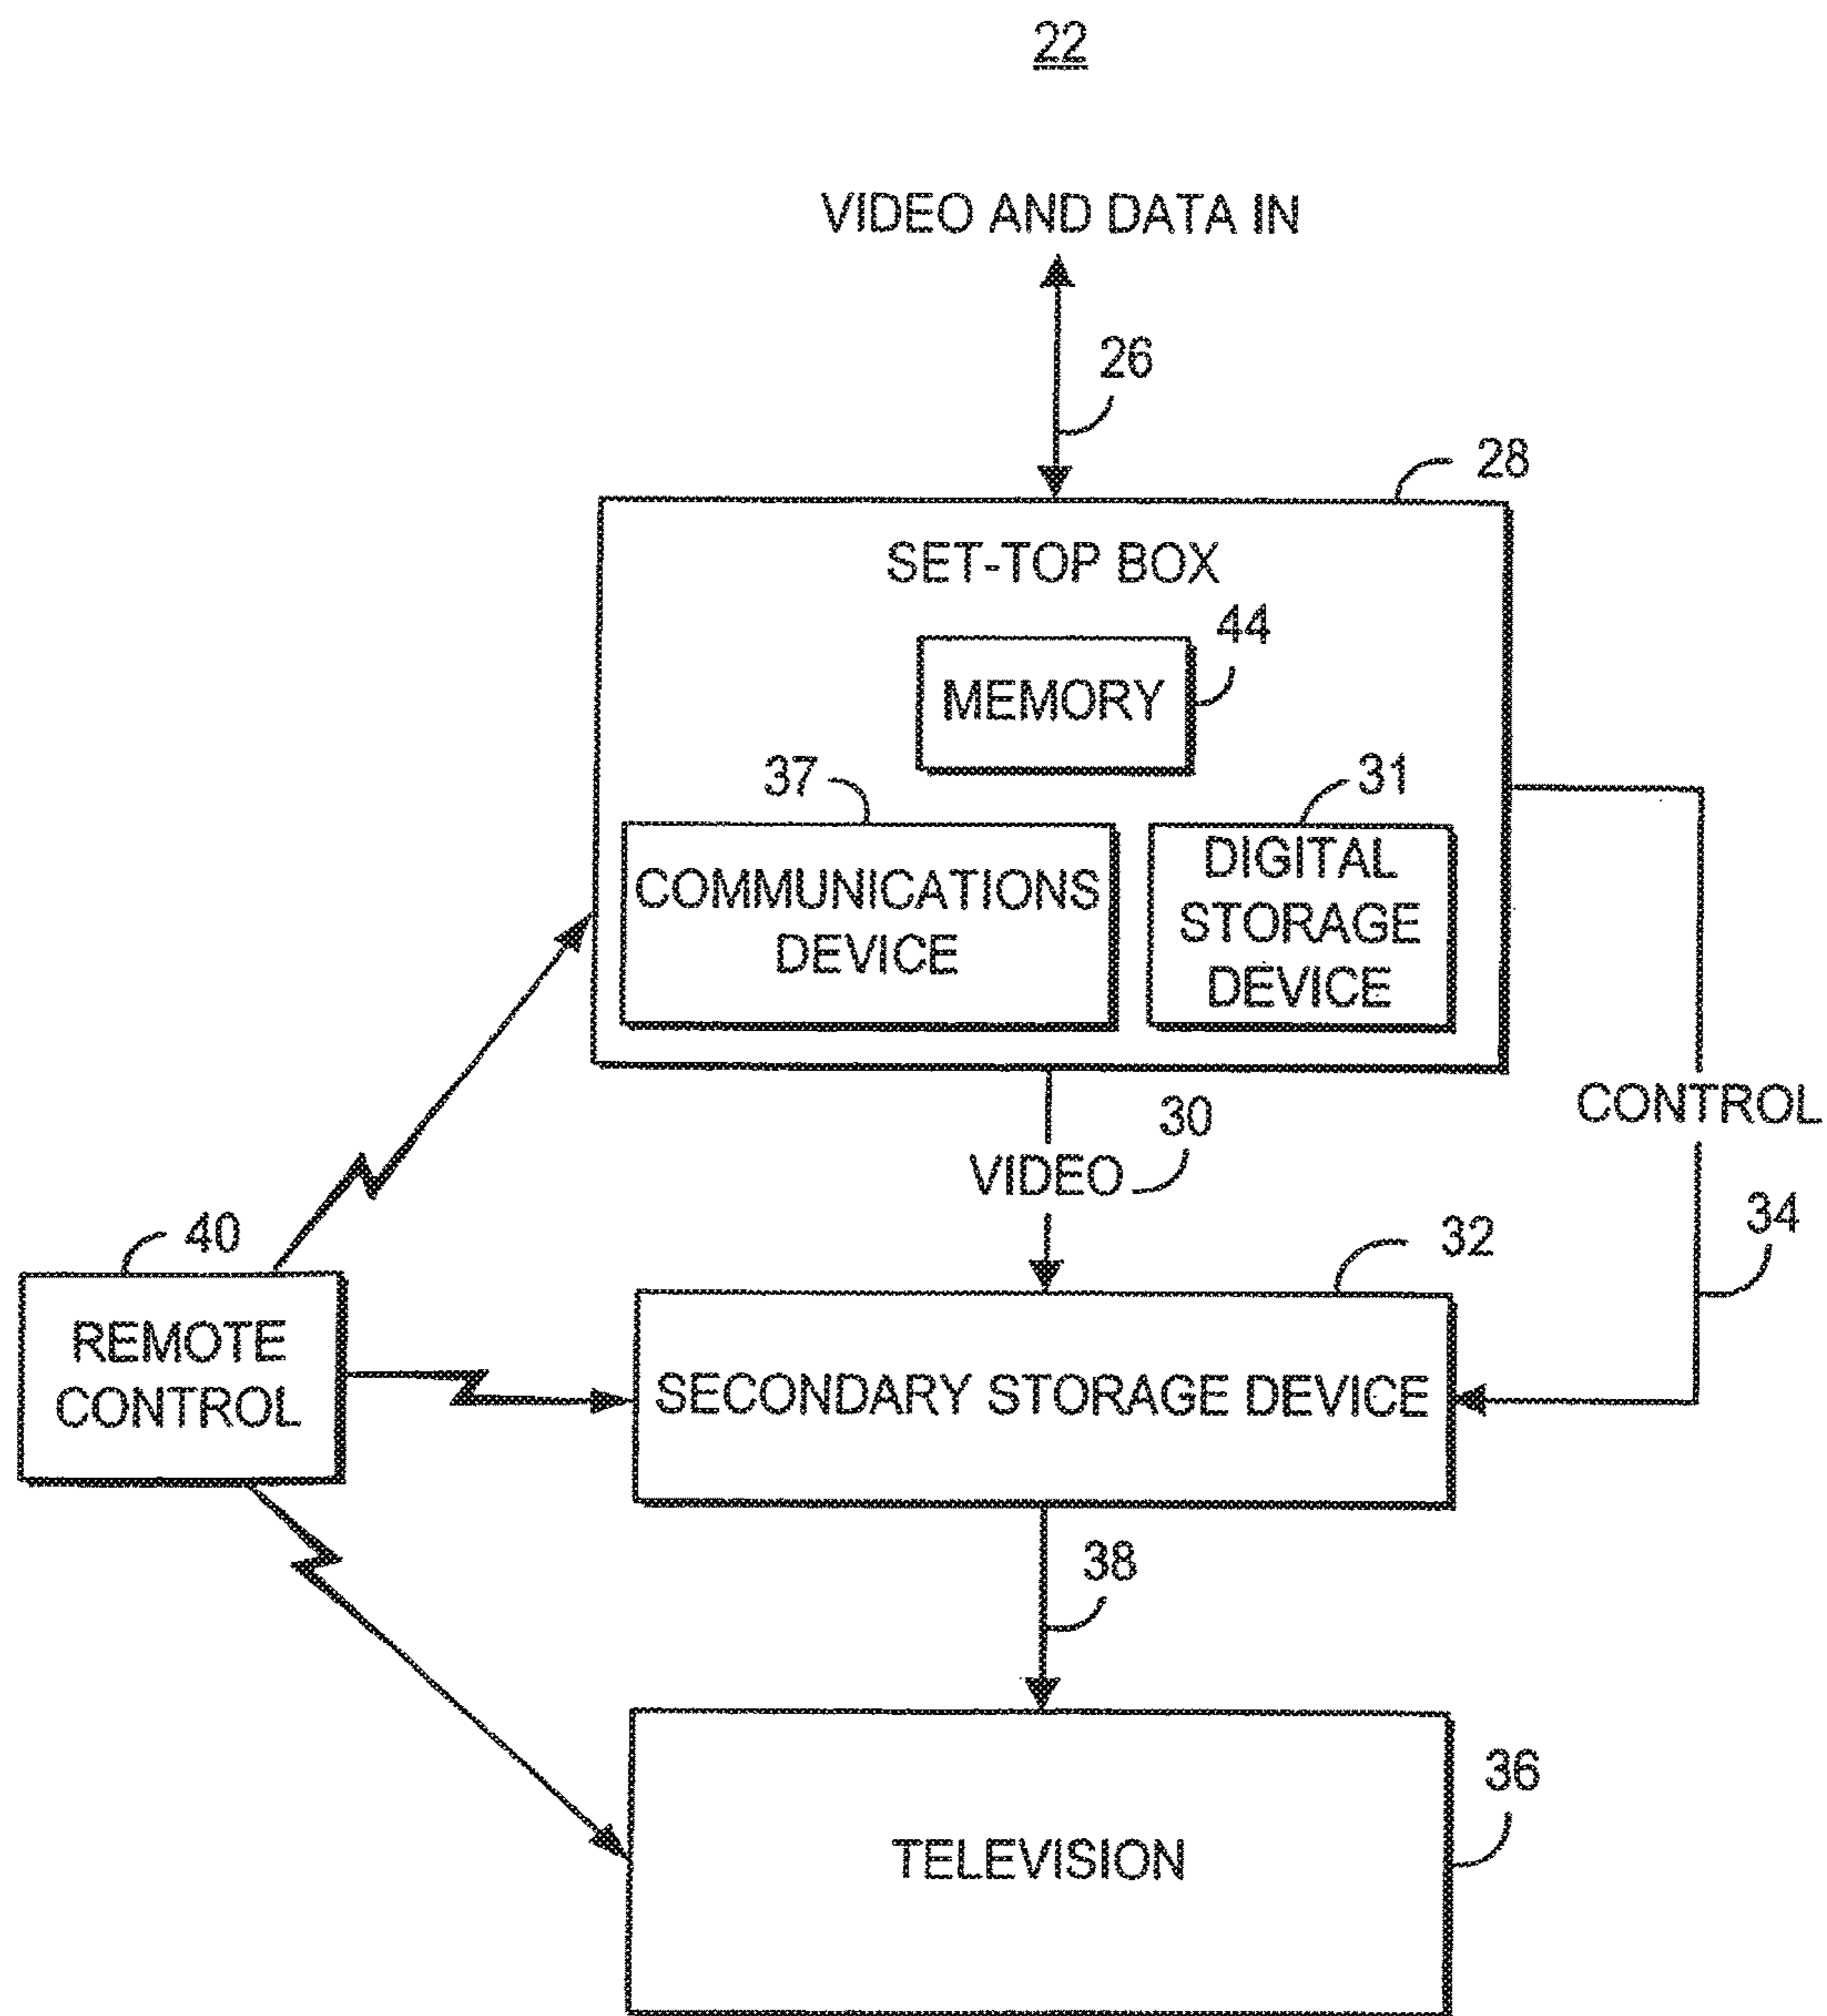 22
VIDEO AND DATA IN
26
28
SET-TOP BOX
44
MEMORY
37
31
COMMUNICATIONS
DEVICE
DIGITAL
STORAGE
DEVICE
CONTROL
30
VIDEO
34
40
32
REMOTE
CONTROL
SECONDARY STORAGE DEVICE
38
36
TELEVISION